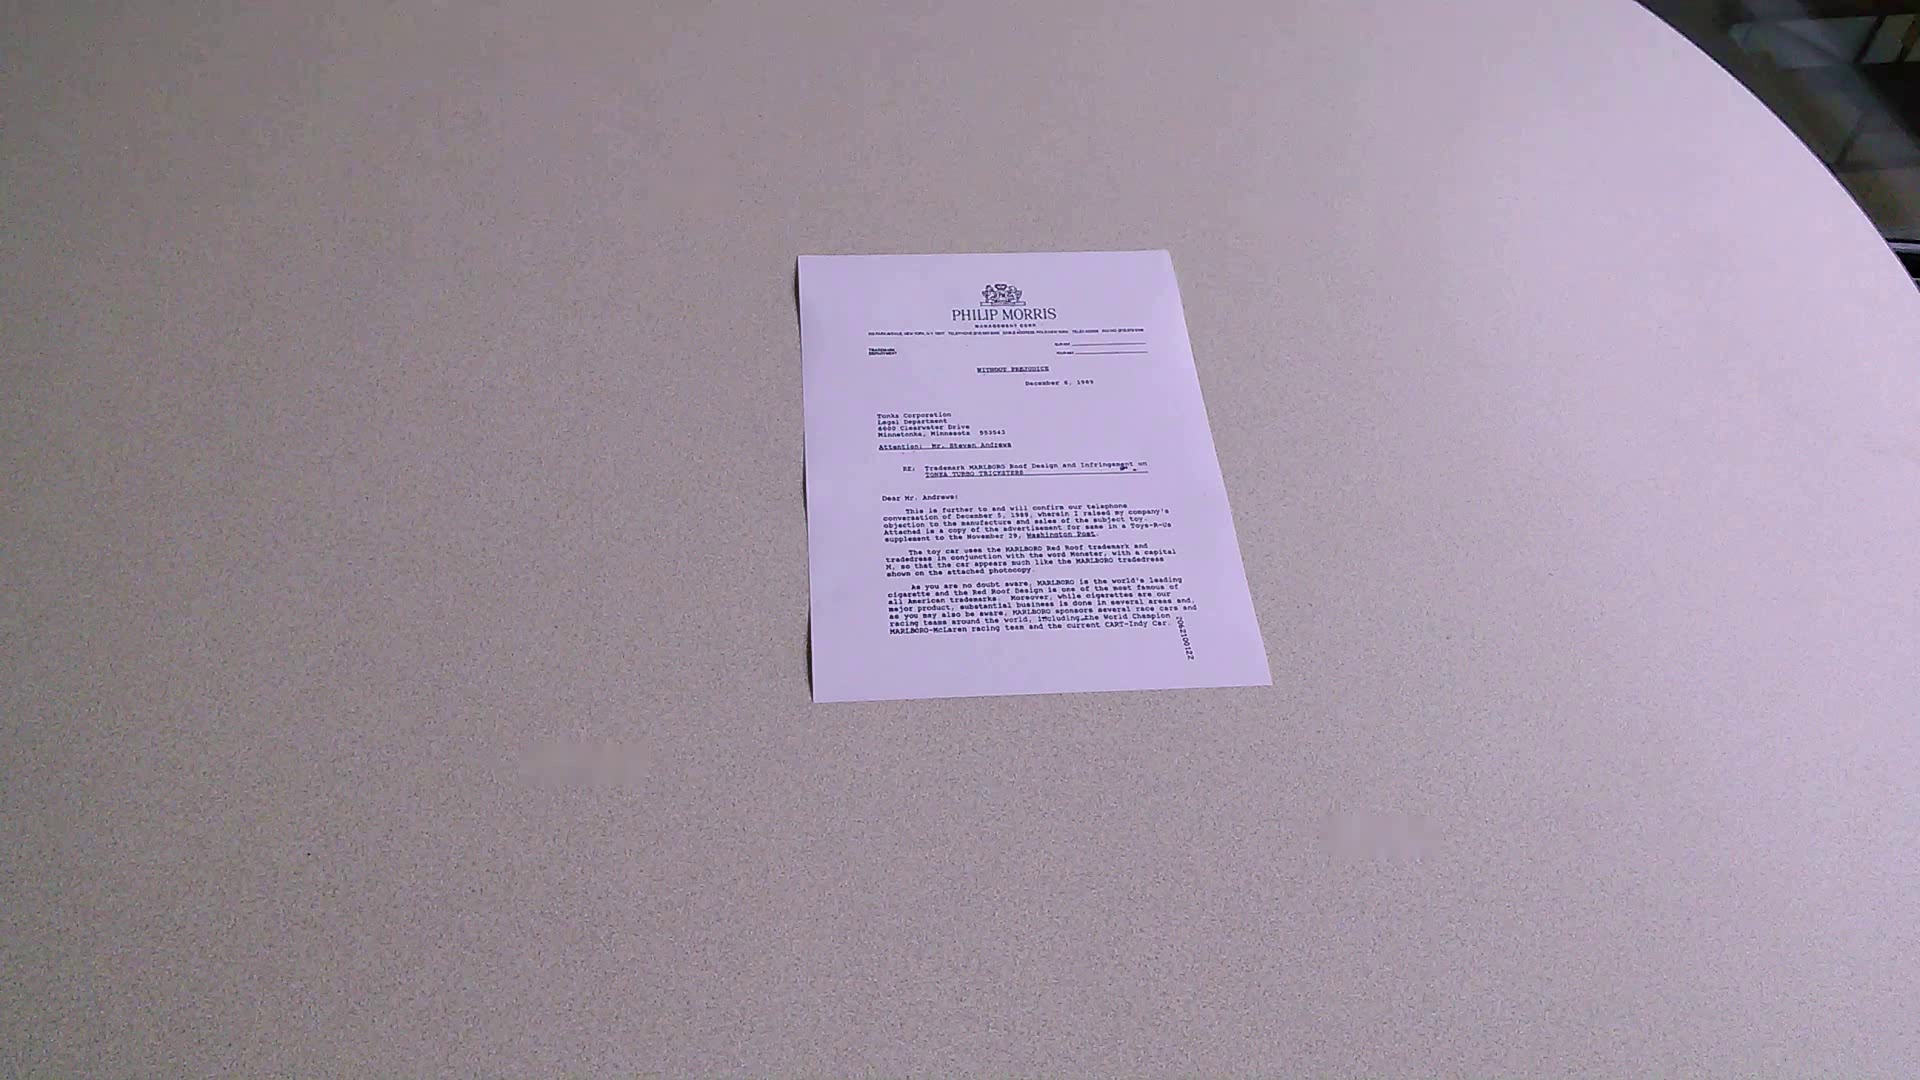 PHILIP MORRIS
MANAGEMENT CORP.
TRADEMARK
DEPARTMENT
WITHOUT PREJUDICE
December 6, 1989
Tonka Corporation
Legal Department
6000 Clearwater Drive
Minnetonka, Minnesota 553543
Attention: Mr. Steven Andrews
RE: Trademark MARLBORO Roof Design and Infringement on
TONKA TURBO TRICKSTERS
Dear Mr. Andrews:
This is further to and will confirm our telephone
conversation of December 5, 1989, wherein I raised my company's
objection to the manufacture and sales of the subject toy.
Attached is a copy of the advertisement for same in a Toys-R-Us
supplement to the November 29, Washington Post.
The toy car uses the MARLBORO Red Roof trademark and
tradedress in conjunction with the word Monster, with a capital
M, so that the car appears much like the MARLBORO tradedress
shown on the attached photocopy.
As you are no doubt aware, MARLBORO is the world's leading
cigarette and the Red Roof Design is one of the most famous of
all American trademarks. Moreover, while cigarettes are our
major product, substantial business is done in several areas and,
as you may also be aware, MARLBORO sponsors several race cars and
racing teams around the world, including the World Champion
MARLBORO-McLaren racing team and the current CART-Indy Car.